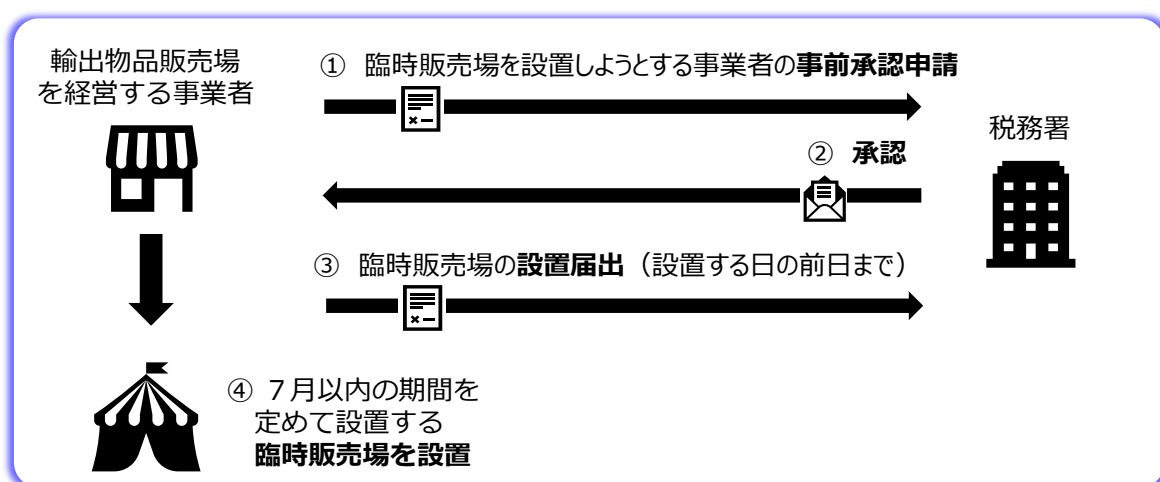 輸出物品販売場
を経営する事業者
① 臨時販売場を設置しようとする事業者の事前承認申請
税務署
② 承認
③ 臨時販売場の設置届出（設置する日の前日まで）
④ ７月以内の期間を
定めて設置する
臨時販売場を設置